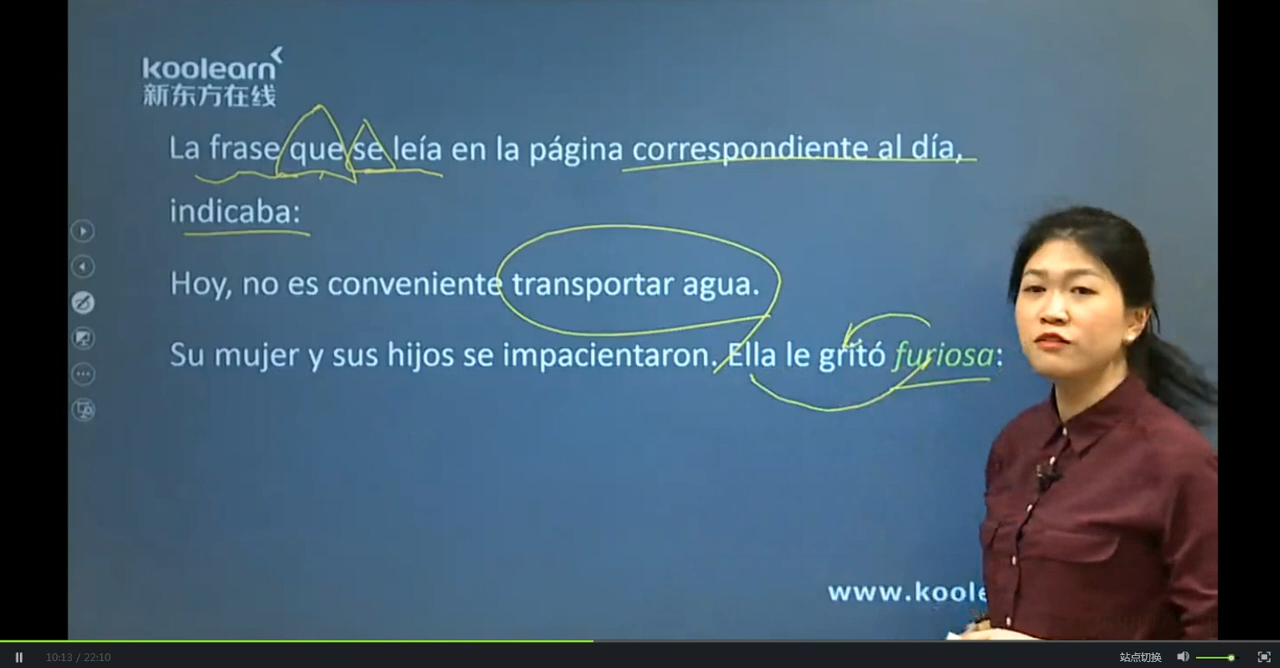 koolearn
新东方在线
La frase que se leía en la página correspondiente al día,
indicaba:
Hoy, no es conveniente transportar agua.
Su mujer y sus hijos se impacientaron. Ella le gritó furiosa:
www.koole
10:13 / 22:10
站点切换